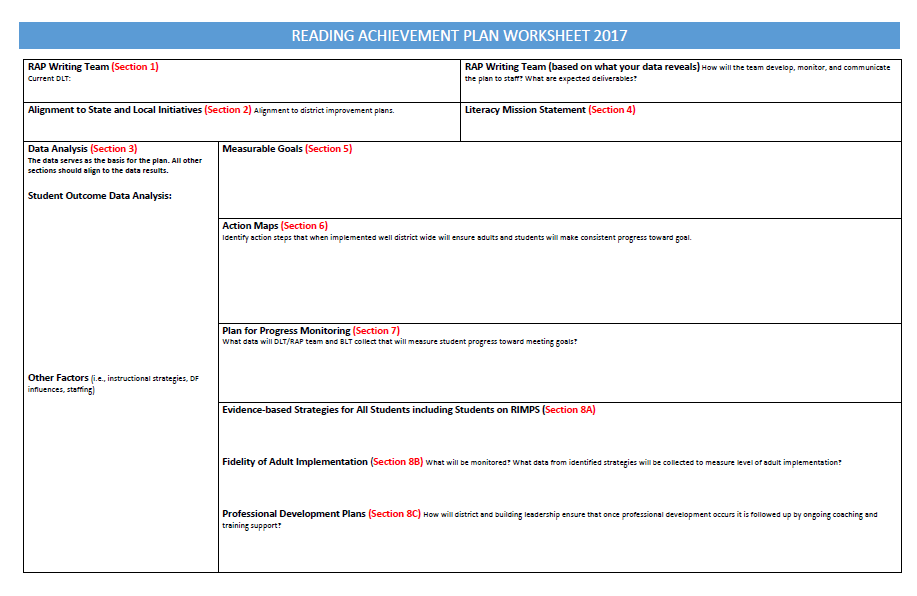 READING ACHIEVEMENT PLAN WORKSHEET 2017
RAP Writing Team (Section 1)
Current DLT:
RAP Writing Team (based on what your data reveals) How will the team develop, monitor, and communicate
the plan to staff? What are expected deliverables?
Alignment to State and Local Initiatives (Section 2) Alignment to district improvement plans.
Literacy Mission Statement (Section 4)
Data Analysis (Section 3)
The data serves as the basis for the plan. All other
sections should align to the data results.
Student Outcome Data Analysis:
Other Factors (i.e., instructional strategies, DF
influences, staffing)
Measurable Goals (Section 5)
Action Maps (Section 6)
Identify action steps that when implemented well district wide will ensure adults and students will make consistent progress toward goal.
Plan for Progress Monitoring (Section 7)
What data will DLT/RAP team and BLT collect that will measure student progress toward meeting goals?
Evidence-based Strategies for All Students including Students on RIMPS (Section 8A)
Fidelity of Adult Implementation (Section 8B) What will be monitored? What data from identified strategies will be collected to measure level of adult implementation?
Professional Development Plans (Section 8C) How will district and building leadership ensure that once professional development occurs it is followed up by ongoing coaching and
training support?